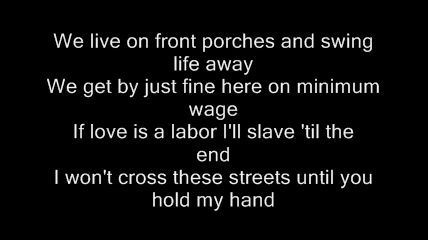 We live on front porches and swing
life away
We get by just fine here on minimum
wage
If love is a labor I'll slave 'til the
end
I won't cross these streets until you
hold my hand